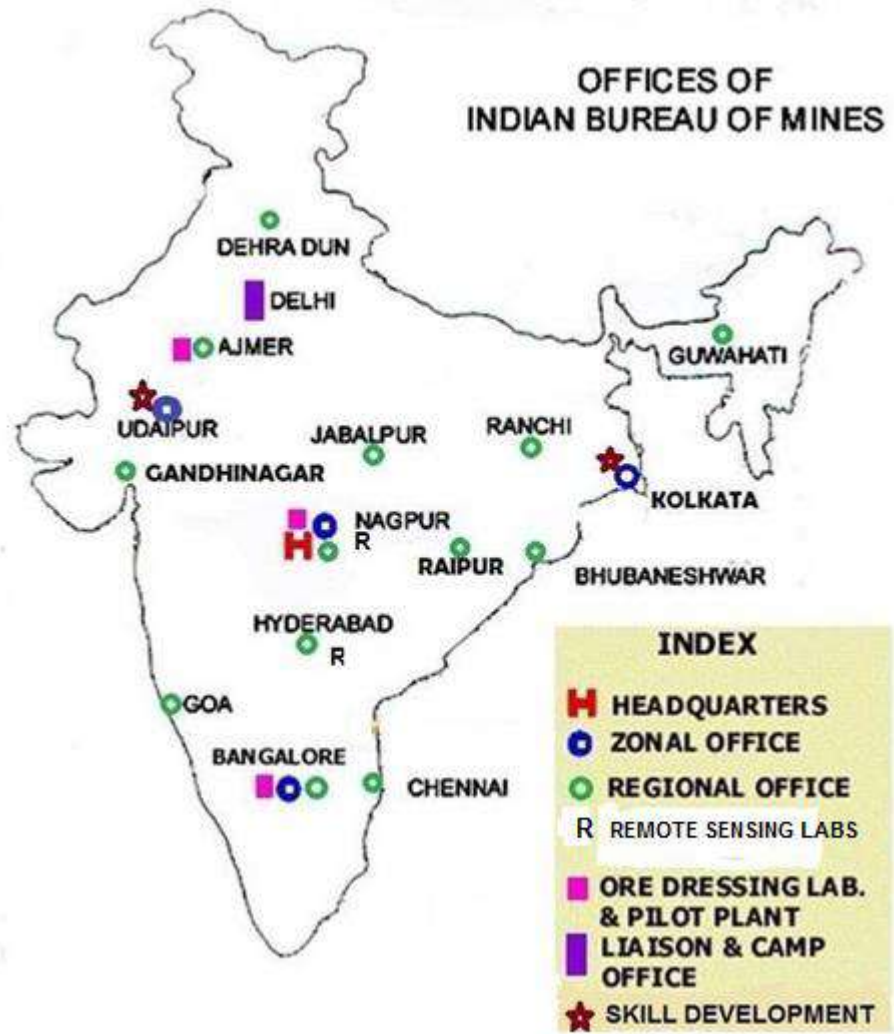 OFFICES OF
INDIAN BUREAU OF MINES
DEHRA DUN
DELHI
AJMER
GUWAHATI
UDAIPUR
JABALPUR
RANCHI
GANDHINAGAR
KOLKATA
NAGPUR
R
RAIPUR
BHUBANESHWAR
HYDERABAD
R
GOA
BANGALORE
CHENNAI
INDEX
H HEADQUARTERS
ZONAL OFFICE
REGIONAL OFFICE
R REMOTE SENSING LABS
ORE DRESSING LAB.
& PILOT PLANT
LIAISON & CAMP
OFFICE
SKILL DEVELOPMENT
H